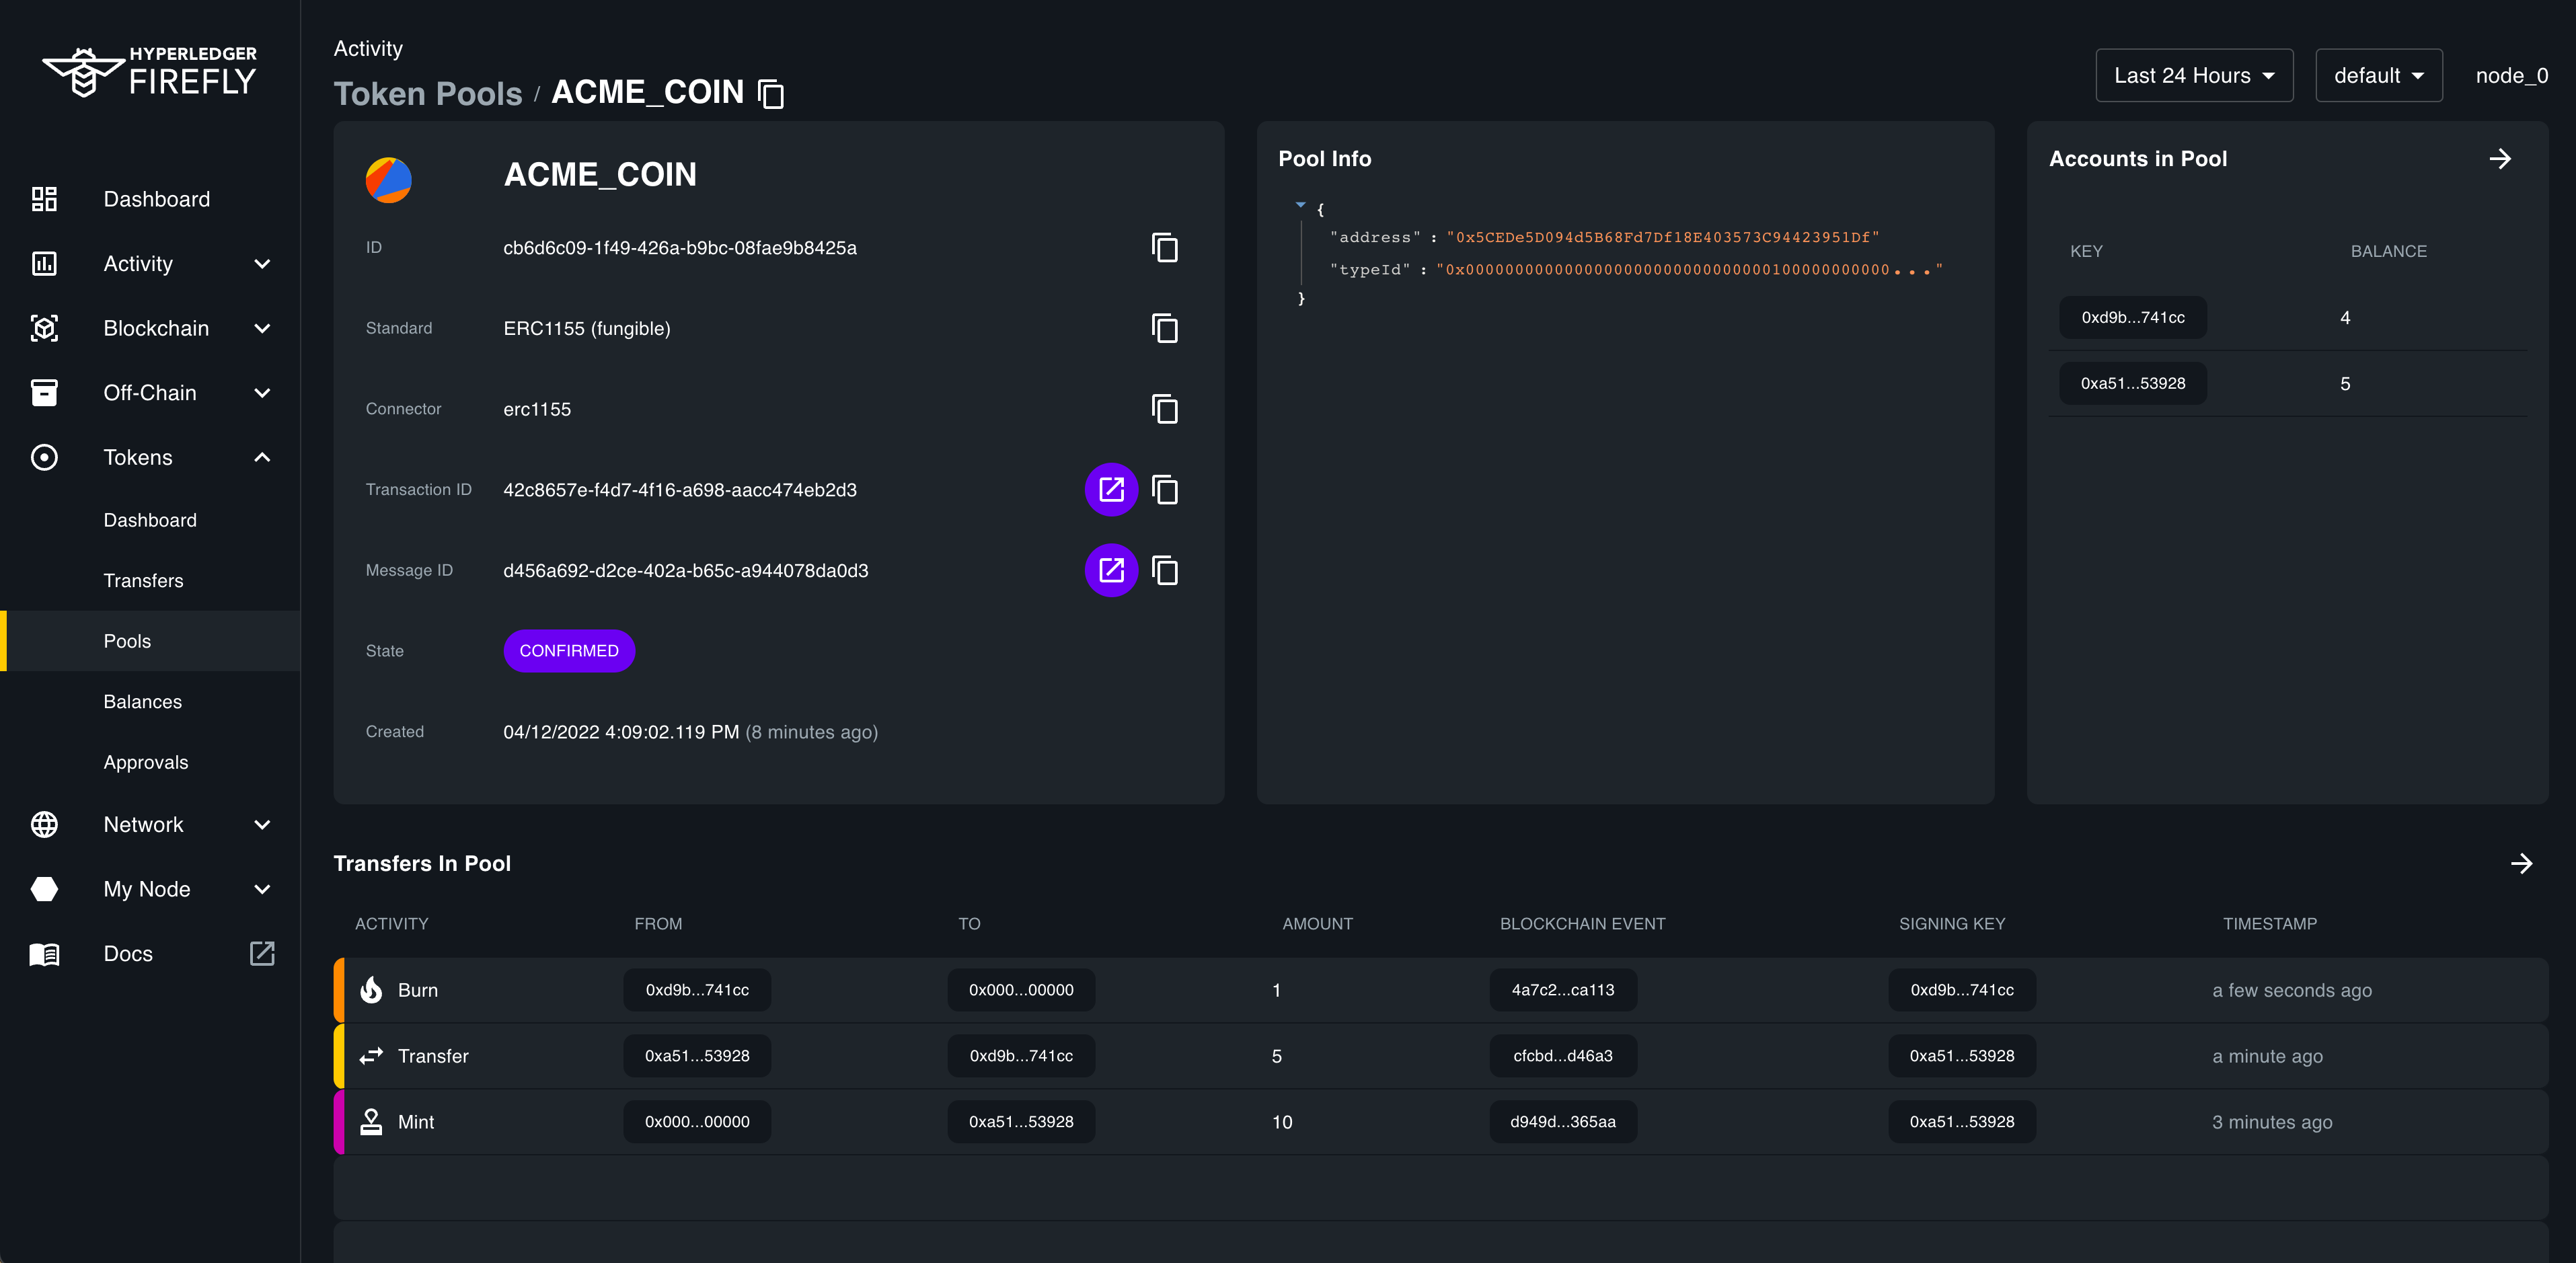 HYPERLEDGER
FIREFLY
Dashboard
Activity
Blockchain
Off-Chain
Tokens
Dashboard
Transfers
Pools
Balances
Approvals
Network
My Node
Docs
Activity
Token Pools / ACME_COIN
Last 24 Hours
default
node_0
ACME_COIN
ID cb6d6c09-1f49-426a-b9bc-08fae9b8425a
Standard ERC1155 (fungible)
Connector erc1155
Transaction ID 42c8657e-f4d7-4f16-a698-aacc474eb2d3
Message ID d456a692-d2ce-402a-b65c-a944078da0d3
State CONFIRMED
Created 04/12/2022 4:09:02.119 PM (8 minutes ago)
Pool Info
{
"address" : "0x5CEDe5D094d5B68Fd7Df18E403573C94423951Df"
"typeId" : "0x0000000000000000000000000000100000000000..."
}
Accounts in Pool
KEY BALANCE
0xd9b...741cc 4
0xa51...53928 5
Transfers In Pool
ACTIVITY FROM TO AMOUNT BLOCKCHAIN EVENT SIGNING KEY TIMESTAMP
Burn 0xd9b...741cc 0x000...00000 1 4a7c2...ca113 0xd9b...741cc a few seconds ago
Transfer 0xa51...53928 0xd9b...741cc 5 cfcbd...d46a3 0xa51...53928 a minute ago
Mint 0x000...00000 0xa51...53928 10 d949d...365aa 0xa51...53928 3 minutes ago